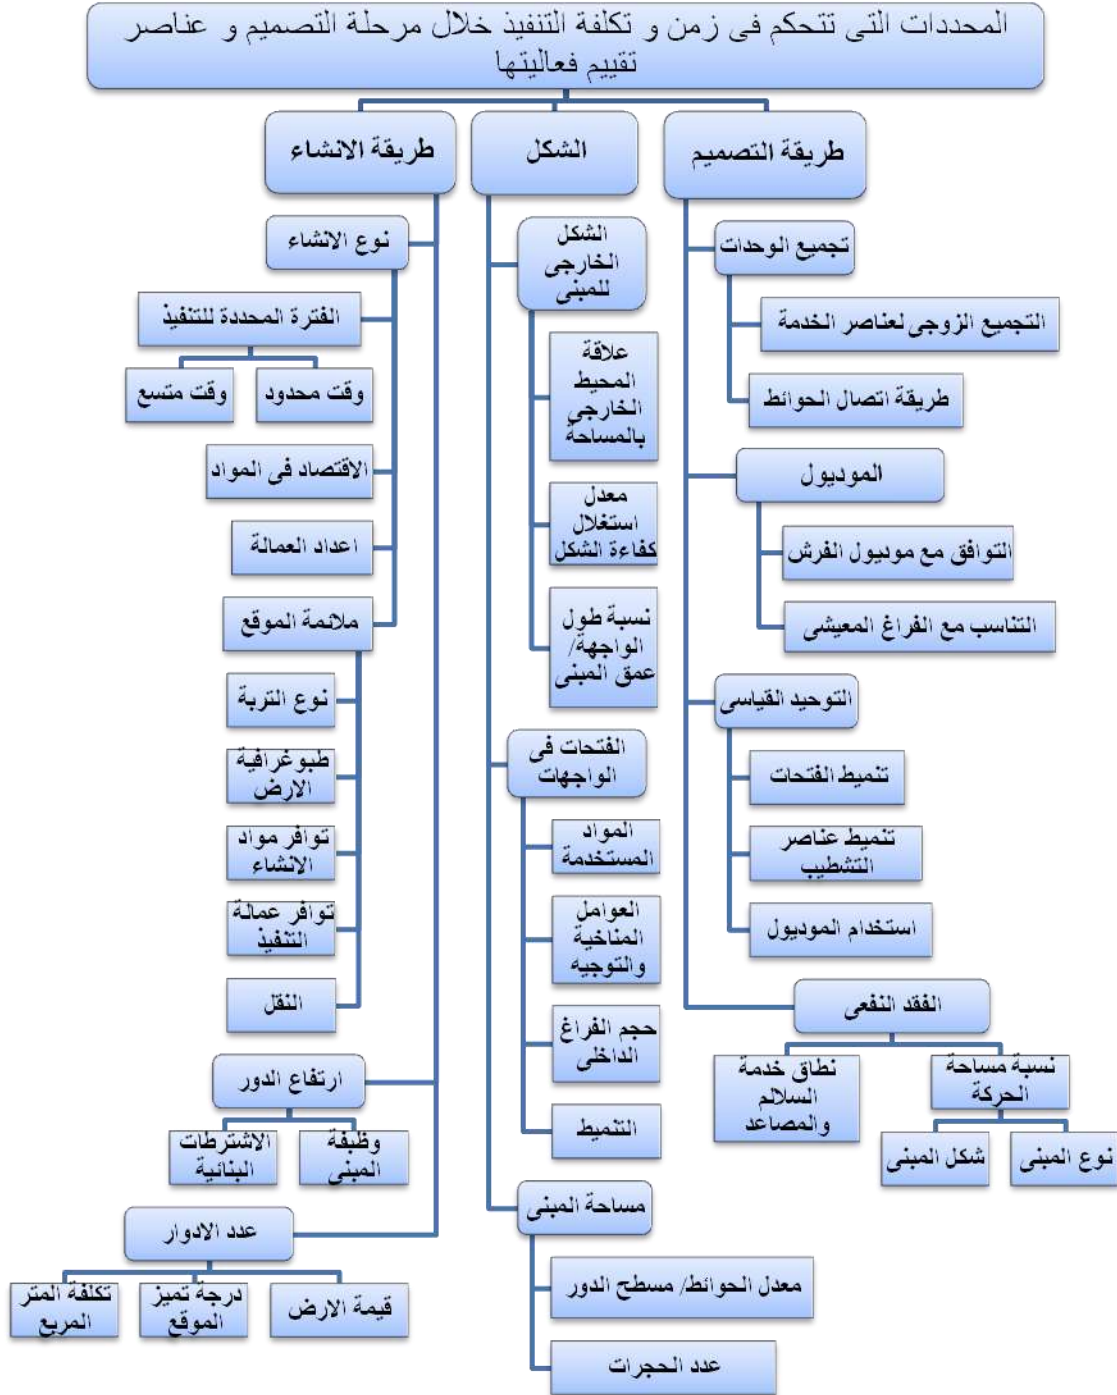 المحددات التى تتحكم فى زمن و تكلفة التنفيذ خلال مرحلة التصميم و عناصر
تقييم فعاليتها
طريقة التصميم
تجميع الوحدات
التجميع الزوجى لعناصر الخدمة
طريقة اتصال الحوائط
الموديول
التوافق مع موديول الفرش
التناسب مع الفراغ المعيشى
التوحيد القياسى
تنميط الفتحات
تنميط عناصر
التشطيب
استخدام الموديول
الفقد النفعى
نسبة مساحة
الحركة
نوع المبنى
شكل المبنى
نطاق خدمة
السلالم
والمصاعد
الشكل
الشكل
الخارجى
للمبنى
علاقة
المحيط
الخارجى
بالمساحة
معدل
استغلال
كفاءة الشكل
نسبة طول
الواجهة/
عمق المبنى
الفتحات فى
الواجهات
المواد
المستخدمة
العوامل
المناخية
والتوجيه
حجم الفراغ
الداخلى
التنميط
مساحة المبنى
معدل الحوائط/ مسطح الدور
عدد الحجرات
طريقة الانشاء
نوع الانشاء
الفترة المحددة للتنفيذ
وقت محدود
وقت متسع
الاقتصاد فى المواد
اعداد العمالة
ملائمة الموقع
نوع التربة
طبوغرافية
الارض
توافر مواد
الانشاء
توافر عمالة
التنفيذ
النقل
ارتفاع الدور
وظبفة
المبنى
الاشترطات
البنائية
عدد الادوار
قيمة الارض
درجة تميز
الموقع
تكلفة المتر
المربع